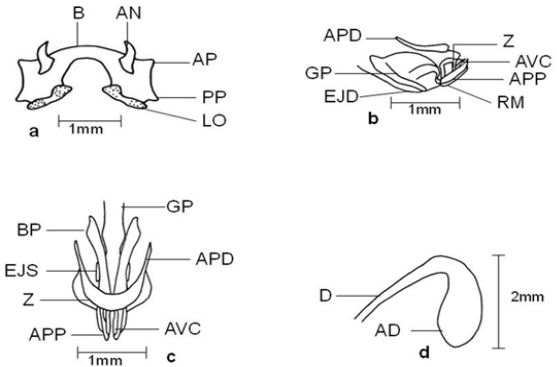 B AN
AP
PP
LO
1mm
a
APD Z
AVC
GP APP
EJD RM
1mm
b
GP
BP
APD
EJS
Z
APP AVC
1mm c
D
AD
2mm
d